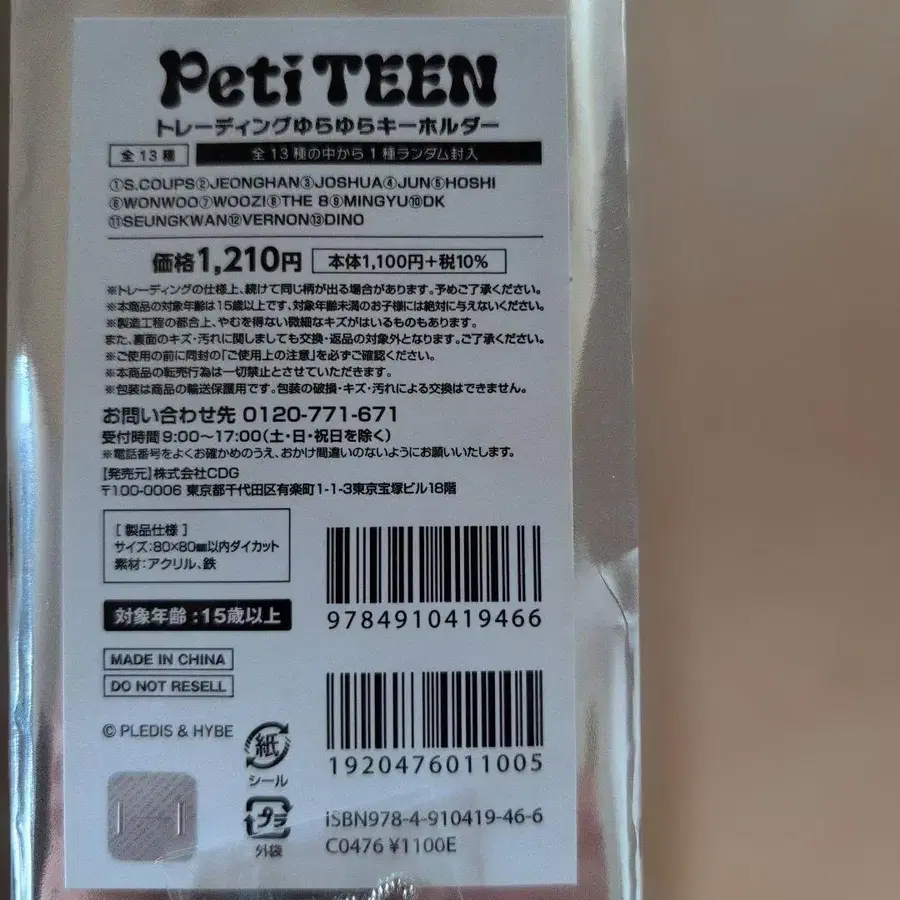 Peti TEEN
トレーディングゆらゆらキーホルダー
全13種 全13種の中から1種ランダム封入
①S.COUPS②JEONGHAN③JOSHUA④JUN⑤HOSHI
⑥WONWOO⑦WOOZI⑧THE 8⑨MINGYU⑩DK
⑪SEUNGKWAN⑫VERNON⑬DINO
価格1,210円 本体1,100円+税10%
※トレーディングの仕様上、続けて同じ柄が出る場合があります。予めご了承ください。
※本商品の対象年齢は15歳以上です、対象年齢未満のお子様には絶対に与えないください。
※製造工程の都合上、やむを得ない微細なキズがはいるものもあります。
また、裏面のキズ・汚れに関しましても交換・返品の対象外となります。ご了承ください。
※ご使用の前に同封の「ご使用上の注意」を必ずご確認ください。
※本商品の転売行為は一切禁止とさせていただきます。
※包装は商品の輸送保護用です。包装の破損・キズ・汚れによる交換はできません。
お問い合わせ先 0120-771-671
受付時間 9:00〜17:00(土・日・祝日を除く)
※電話番号をよくお確かめのうえ、おかけ間違いのないようにお願いいたします。
【発売元】株式会社CDG
〒100-0006 東京都千代田区有楽町1-1-3東京宝塚ビル18階
[製品仕様]
サイズ:80×80㎜以内ダイカット
素材:アクリル、鉄
対象年齢:15歳以上
MADE IN CHINA
DO NOT RESELL
© PLEDIS & HYBE
紙
シール
プラ
外袋
9784910419466
1920476011005
iSBN978-4-910419-46-6
C0476 ¥1100E